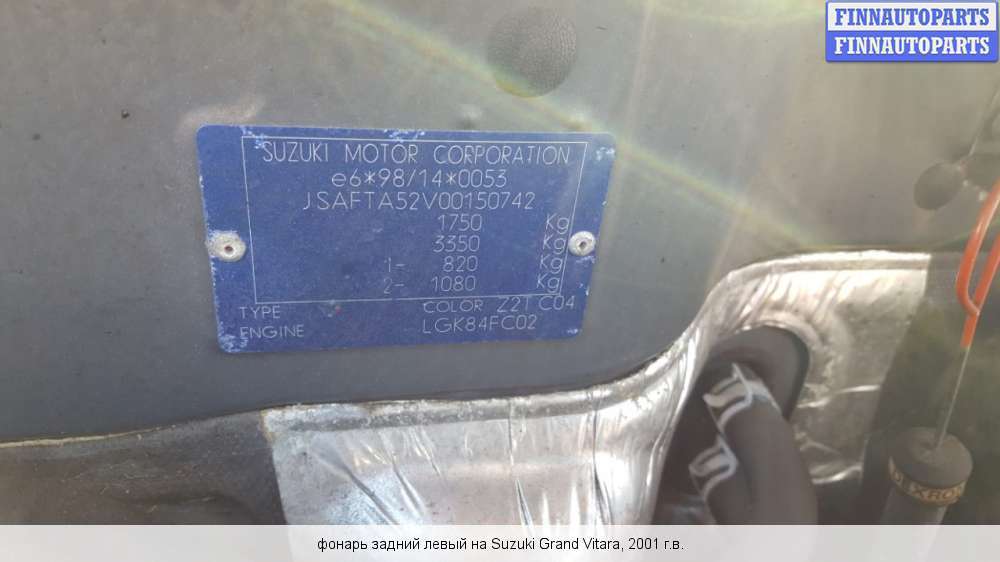 FINNAUTOPARTS
FINNAUTOPARTS
SUZUKI MOTOR CORPORATION
e6*98/14*0053
JSAFTA52V00150742
1750 Kg
3350 Kg
1- 820 Kg
2- 1080 Kg
TYPE COLOR Z2T C04
ENGINE LGK84FC02
DEXRO
фонарь задний левый на Suzuki Grand Vitara, 2001 г.в.